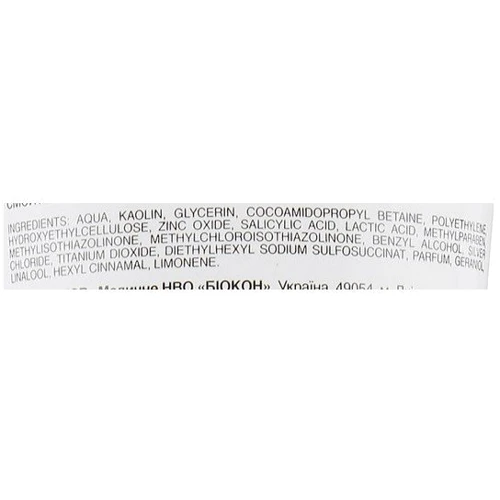 INGREDIENTS: AQUA, KAOLIN, GLYCERIN, COCOAMIDOPROPYL BETAINE, POLYETHYLENE,
HYDROXYETHYLCELLULOSE, ZINC OXIDE, SALICYLIC ACID, LACTIC ACID, METHYLPARABEN,
METHYLISOTHIAZOLINONE, METHYLCHLOROISOTHIAZOLINONE, BENZYL ALCOHOL, SILVER
CHLORIDE, TITANIUM DIOXIDE, DIETHYLHEXYL SODIUM SULFOSUCCINAT, PARFUM, GERANIOL,
LINALOOL, HEXYL CINNAMAL, LIMONENE.
Медичне НВО «БІОКОН» Україна, 49054, м.